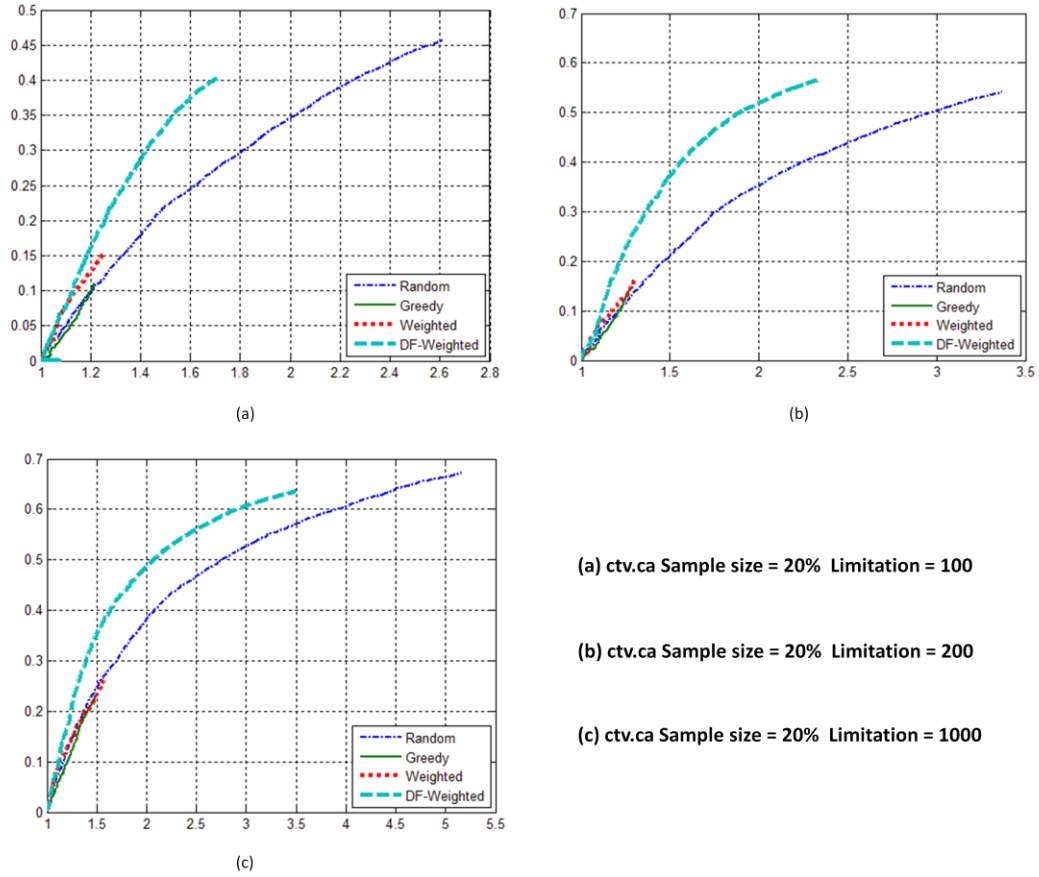 0.5
0.45
0.4
0.35
0.3
0.25
0.2
0.15
0.1
0.05
0
1 1.2 1.4 1.6 1.8 2 2.2 2.4 2.6 2.8
Random
Greedy
Weighted
DF-Weighted
(a)
0.7
0.6
0.5
0.4
0.3
0.2
0.1
0
1 1.5 2 2.5 3 3.5
Random
Greedy
Weighted
DF-Weighted
(b)
0.7
0.6
0.5
0.4
0.3
0.2
0.1
0
1 1.5 2 2.5 3 3.5 4 4.5 5 5.5
Random
Greedy
Weighted
DF-Weighted
(c)
(a) ctv.ca Sample size = 20% Limitation = 100
(b) ctv.ca Sample size = 20% Limitation = 200
(c) ctv.ca Sample size = 20% Limitation = 1000